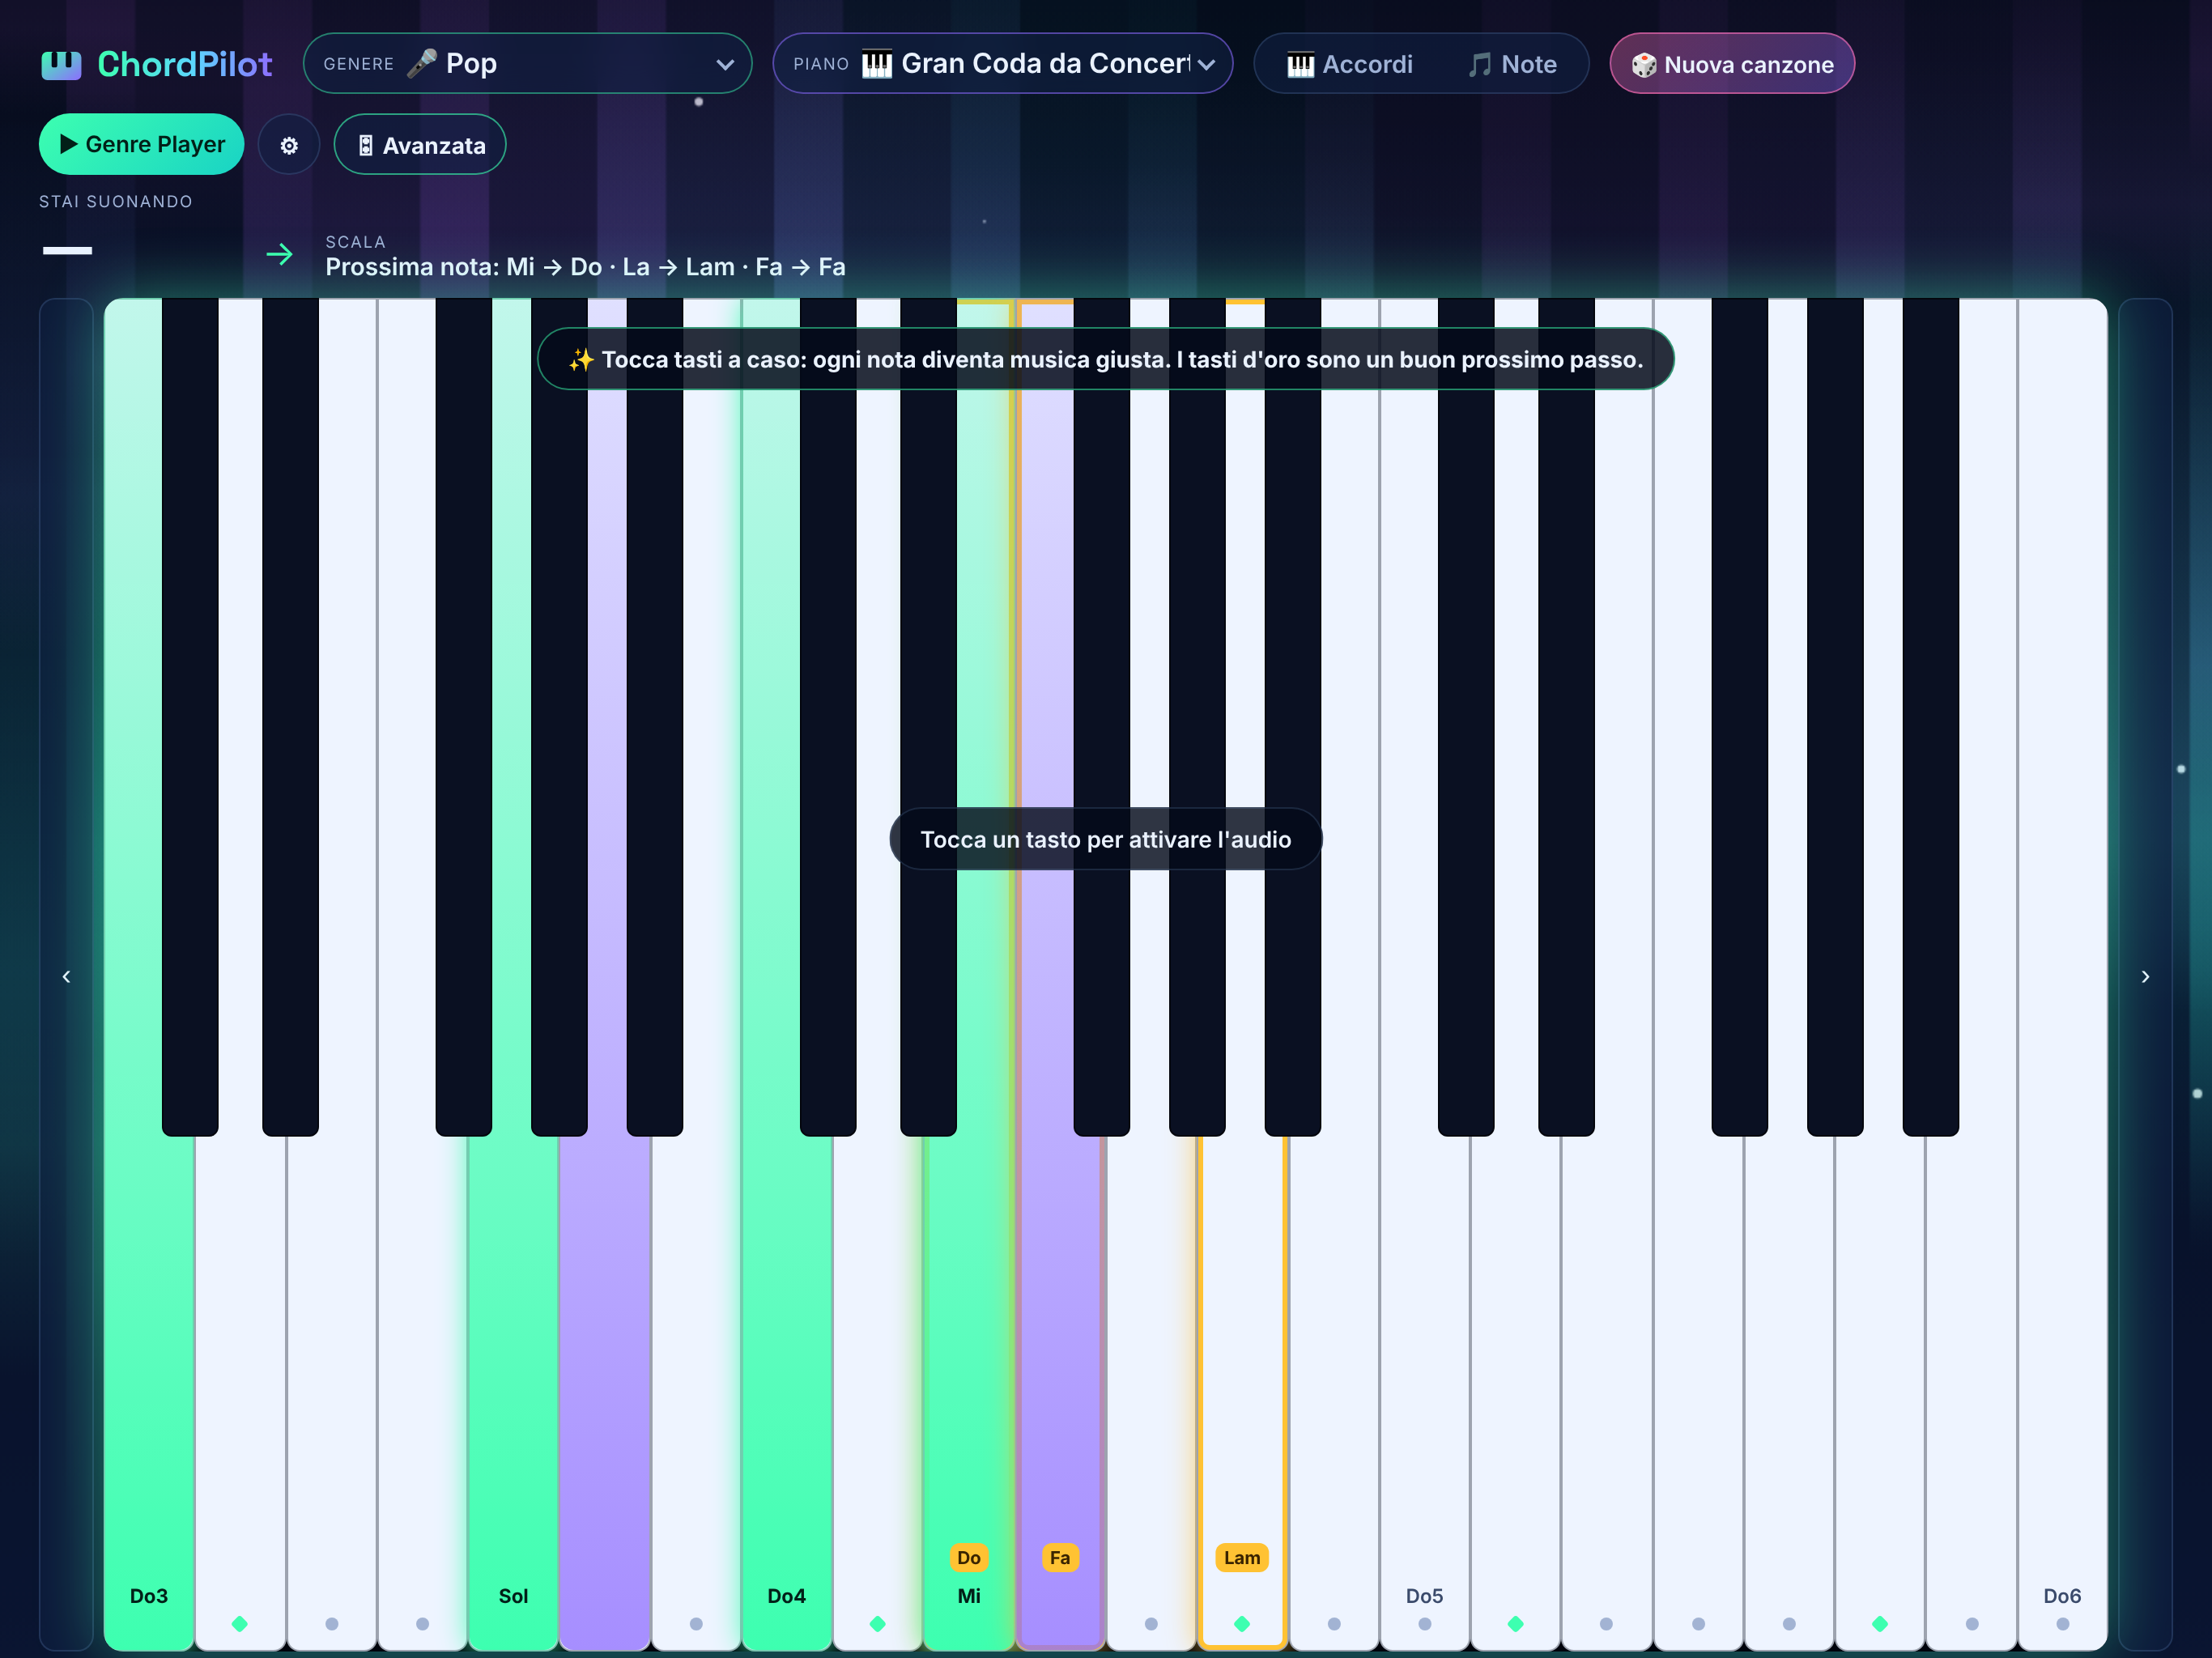 ChordPilot
GENERE 🎤 Pop
PIANO 🎹 Gran Coda da Concert
🎹 Accordi
🎵 Note
🎲 Nuova canzone
▶ Genre Player
⚙
🎛 Avanzata
STAI SUONANDO
—
→
SCALA
Prossima nota: Mi → Do · La → Lam · Fa → Fa
✨ Tocca tasti a caso: ogni nota diventa musica giusta. I tasti d'oro sono un buon prossimo passo.
Tocca un tasto per attivare l'audio
‹
›
Do
Fa
Lam
Do3
Sol
Do4
Mi
Do5
Do6